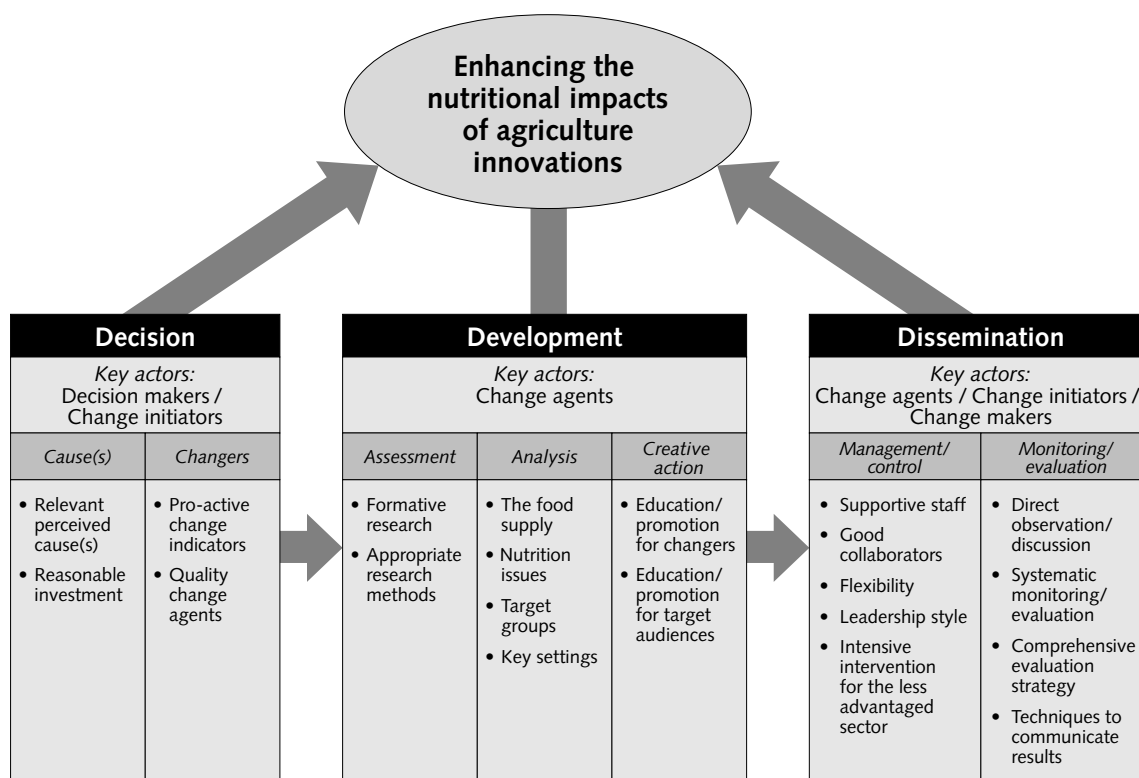 Enhancing the
nutritional impacts
of agriculture
innovations
Decision
Key actors:
Decision makers /
Change initiators
Cause(s)
Changers
• Relevant
perceived
cause(s)
• Reasonable
investment
• Pro-active
change
indicators
• Quality
change
agents
Development
Key actors:
Change agents
Assessment
Analysis
Creative
action
• Formative
research
• Appropriate
research
methods
• The food
supply
• Nutrition
issues
• Target
groups
• Key settings
• Education/
promotion
for changers
• Education/
promotion
for target
audiences
Dissemination
Key actors:
Change agents / Change initiators /
Change makers
Management/
control
Monitoring/
evaluation
• Supportive staff
• Good
collaborators
• Flexibility
• Leadership style
• Intensive
intervention
for the less
advantaged
sector
• Direct
observation/
discussion
• Systematic
monitoring/
evaluation
• Comprehensive
evaluation
strategy
• Techniques to
communicate
results